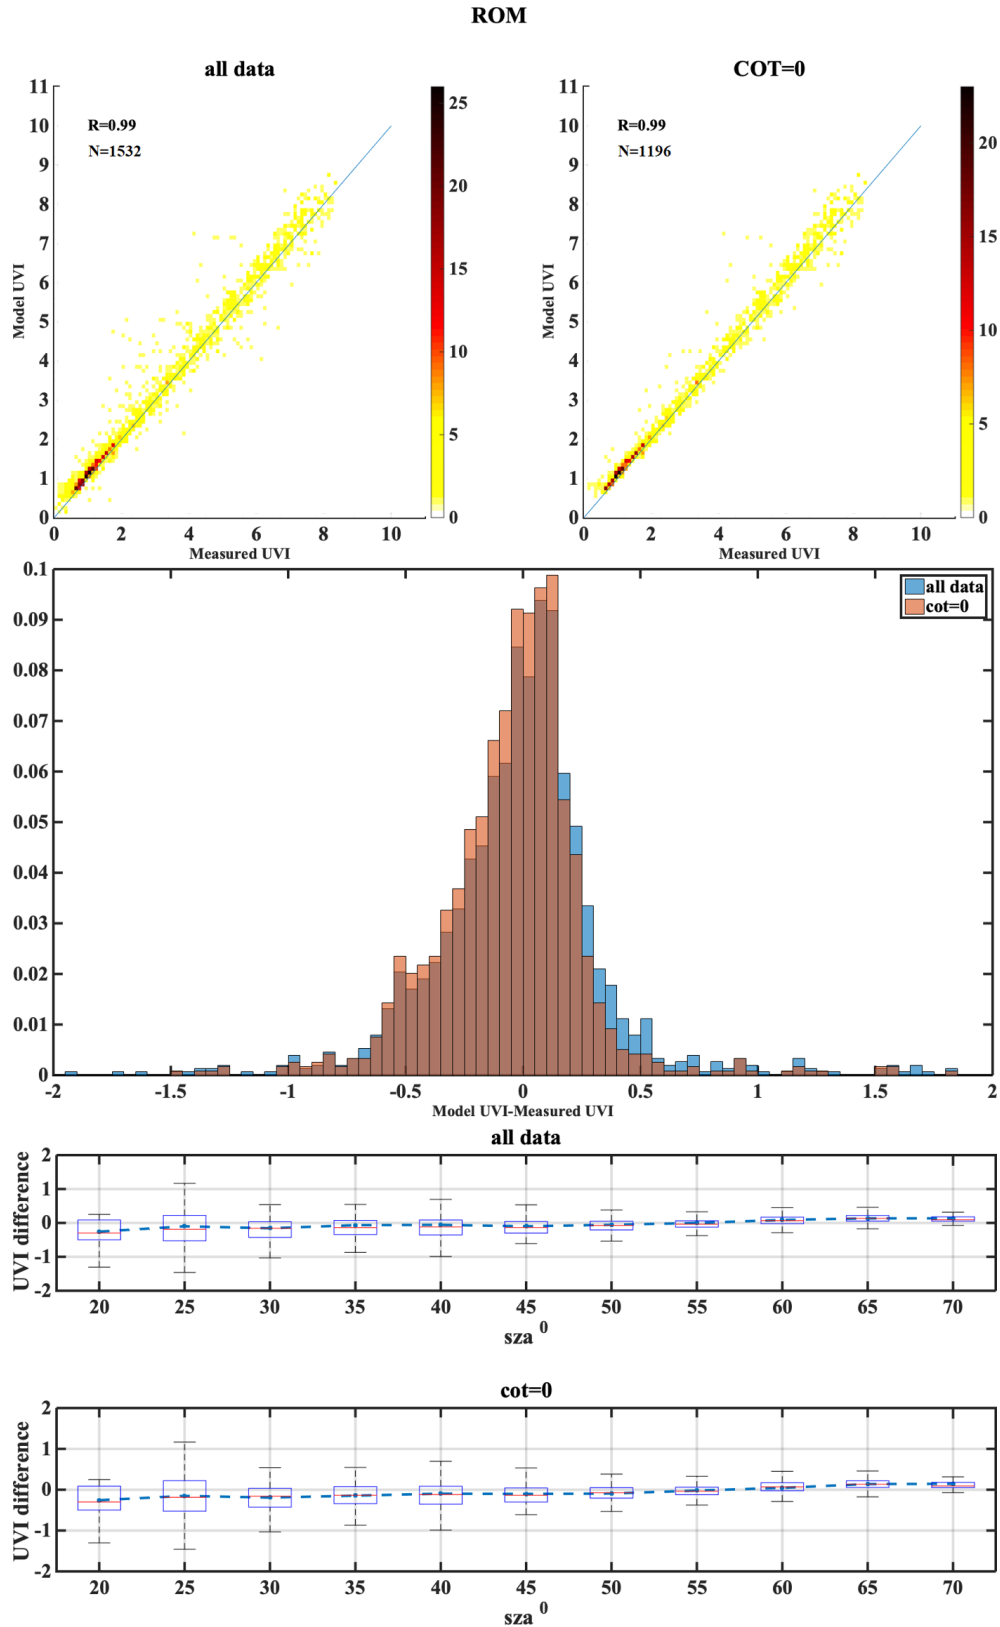 ROM
all data
COT=0
11
10
9
8
7
6
5
4
3
2
1
0
R=0.99
N=1532
Model UVI
0 2 4 6 8 10
Measured UVI
25
20
15
10
5
0
11
10
9
8
7
6
5
4
3
2
1
0
R=0.99
N=1196
Model UVI
0 2 4 6 8 10
Measured UVI
20
15
10
5
0
0.1
0.09
0.08
0.07
0.06
0.05
0.04
0.03
0.02
0.01
0
all data
cot=0
-2 -1.5 -1 -0.5 0 0.5 1 1.5 2
Model UVI-Measured UVI
all data
UVI difference
2
1
0
-1
-2
20 25 30 35 40 45 50 55 60 65 70
sza 0
cot=0
UVI difference
2
1
0
-1
-2
20 25 30 35 40 45 50 55 60 65 70
sza 0